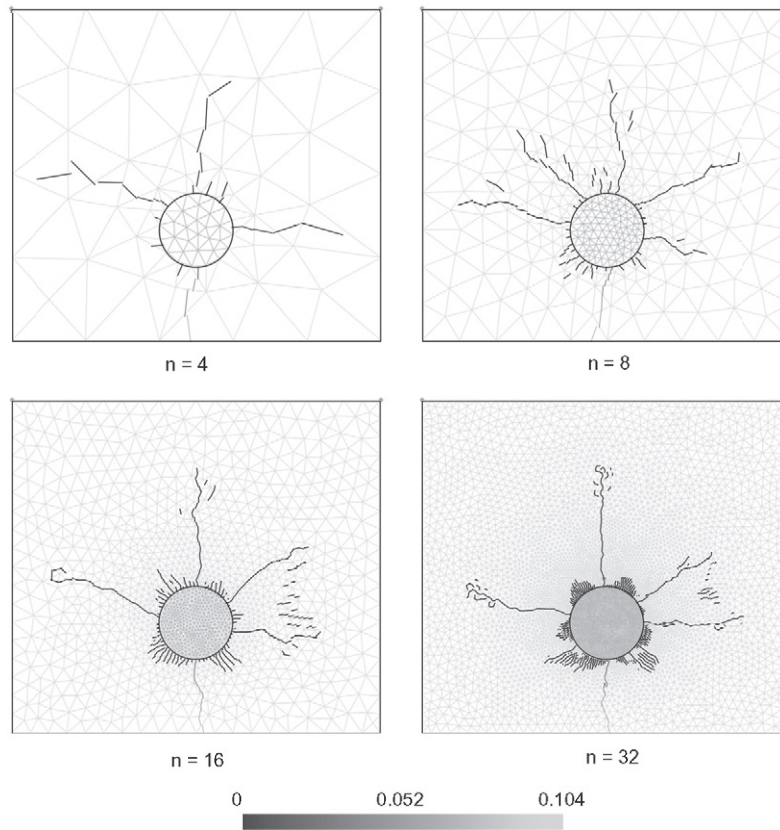 n = 4
n = 8
n = 16
n = 32
0 0.052 0.104